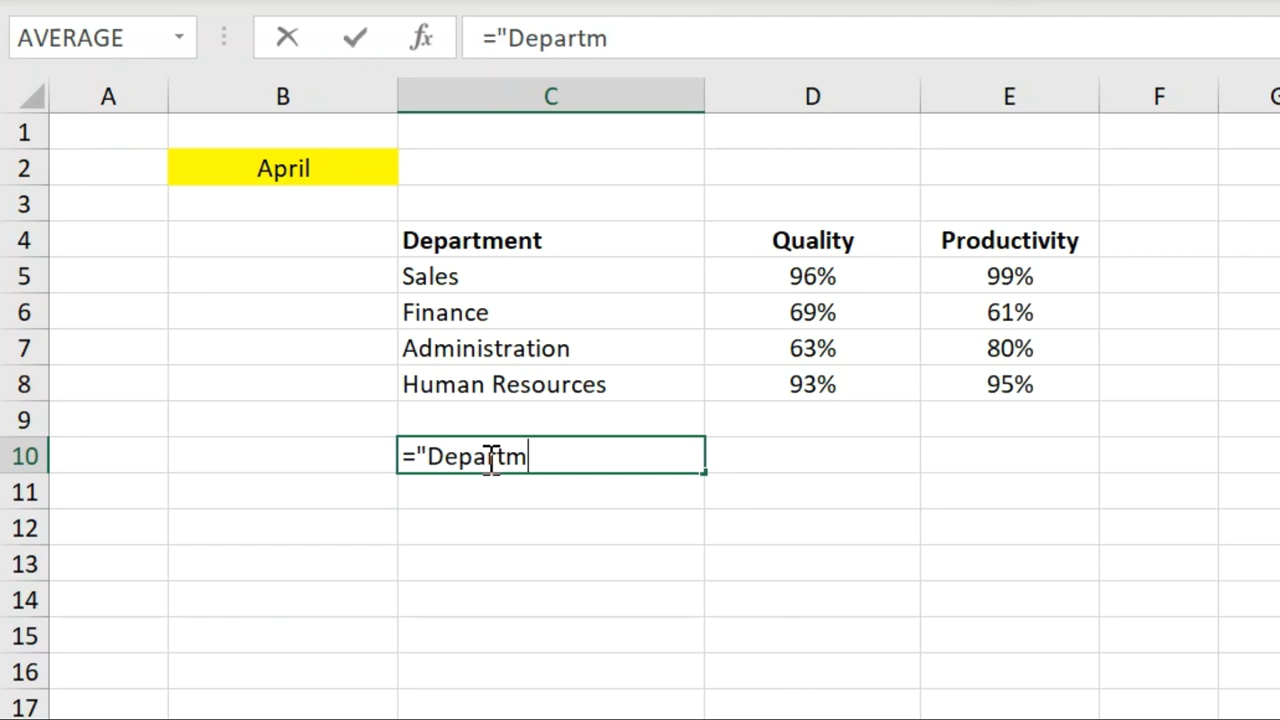 AVERAGE fx ="Departm
A B C D E F G
1
2 April
3
4 Department Quality Productivity
5 Sales 96% 99%
6 Finance 69% 61%
7 Administration 63% 80%
8 Human Resources 93% 95%
9
10 ="Departm
11
12
13
14
15
16
17